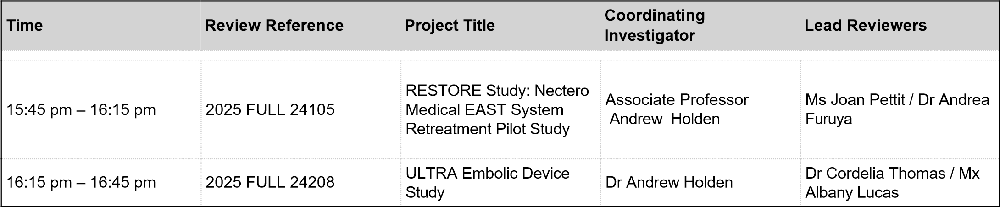 Time
Review Reference
Project Title
Coordinating
Investigator
Lead Reviewers
15:45 pm – 16:15 pm
2025 FULL 24105
RESTORE Study: Nectero
Medical EAST System
Retreatment Pilot Study
Associate Professor
Andrew  Holden
Ms Joan Pettit / Dr Andrea
Furuya
16:15 pm – 16:45 pm
2025 FULL 24208
ULTRA Embolic Device
Study
Dr Andrew Holden
Dr Cordelia Thomas / Mx
Albany Lucas